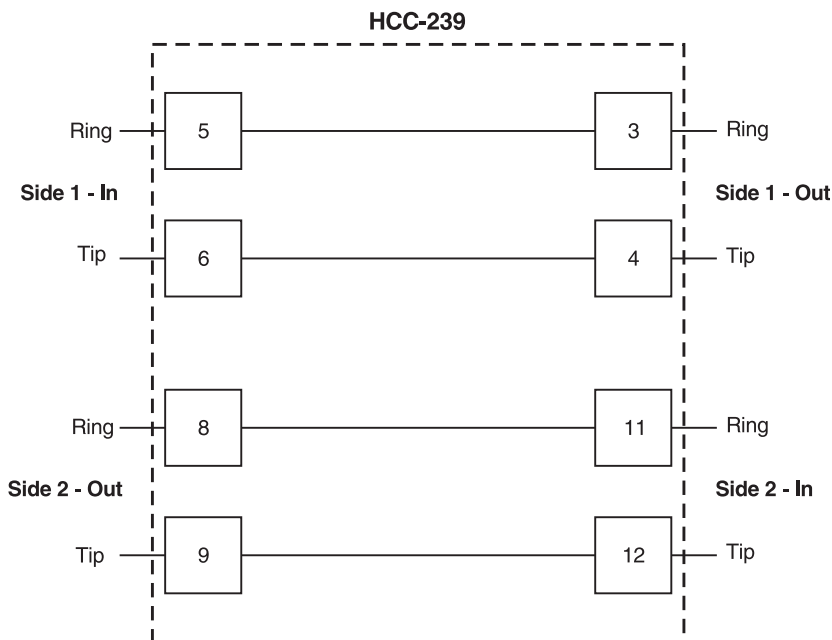 HCC-239
Ring 5 3 Ring
Side 1 - In Side 1 - Out
Tip 6 4 Tip
Ring 8 11 Ring
Side 2 - Out Side 2 - In
Tip 9 12 Tip